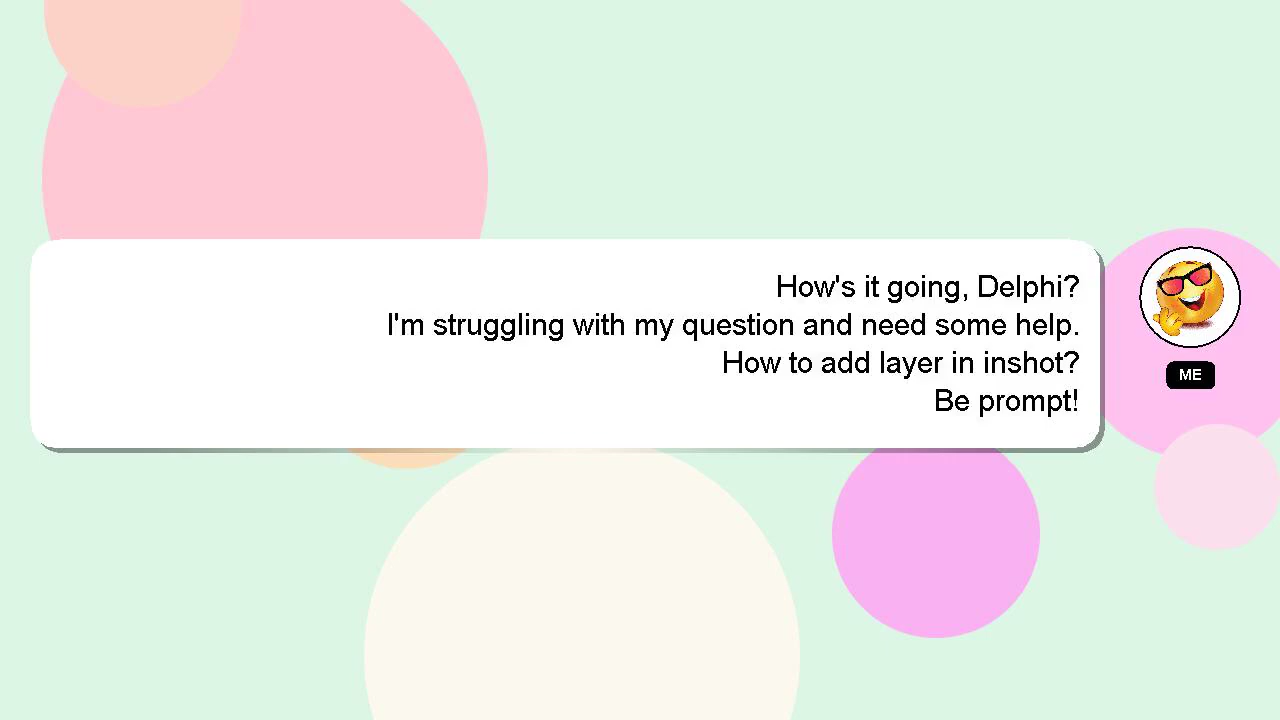 How's it going, Delphi?
I'm struggling with my question and need some help.
How to add layer in inshot?
Be prompt!
ME